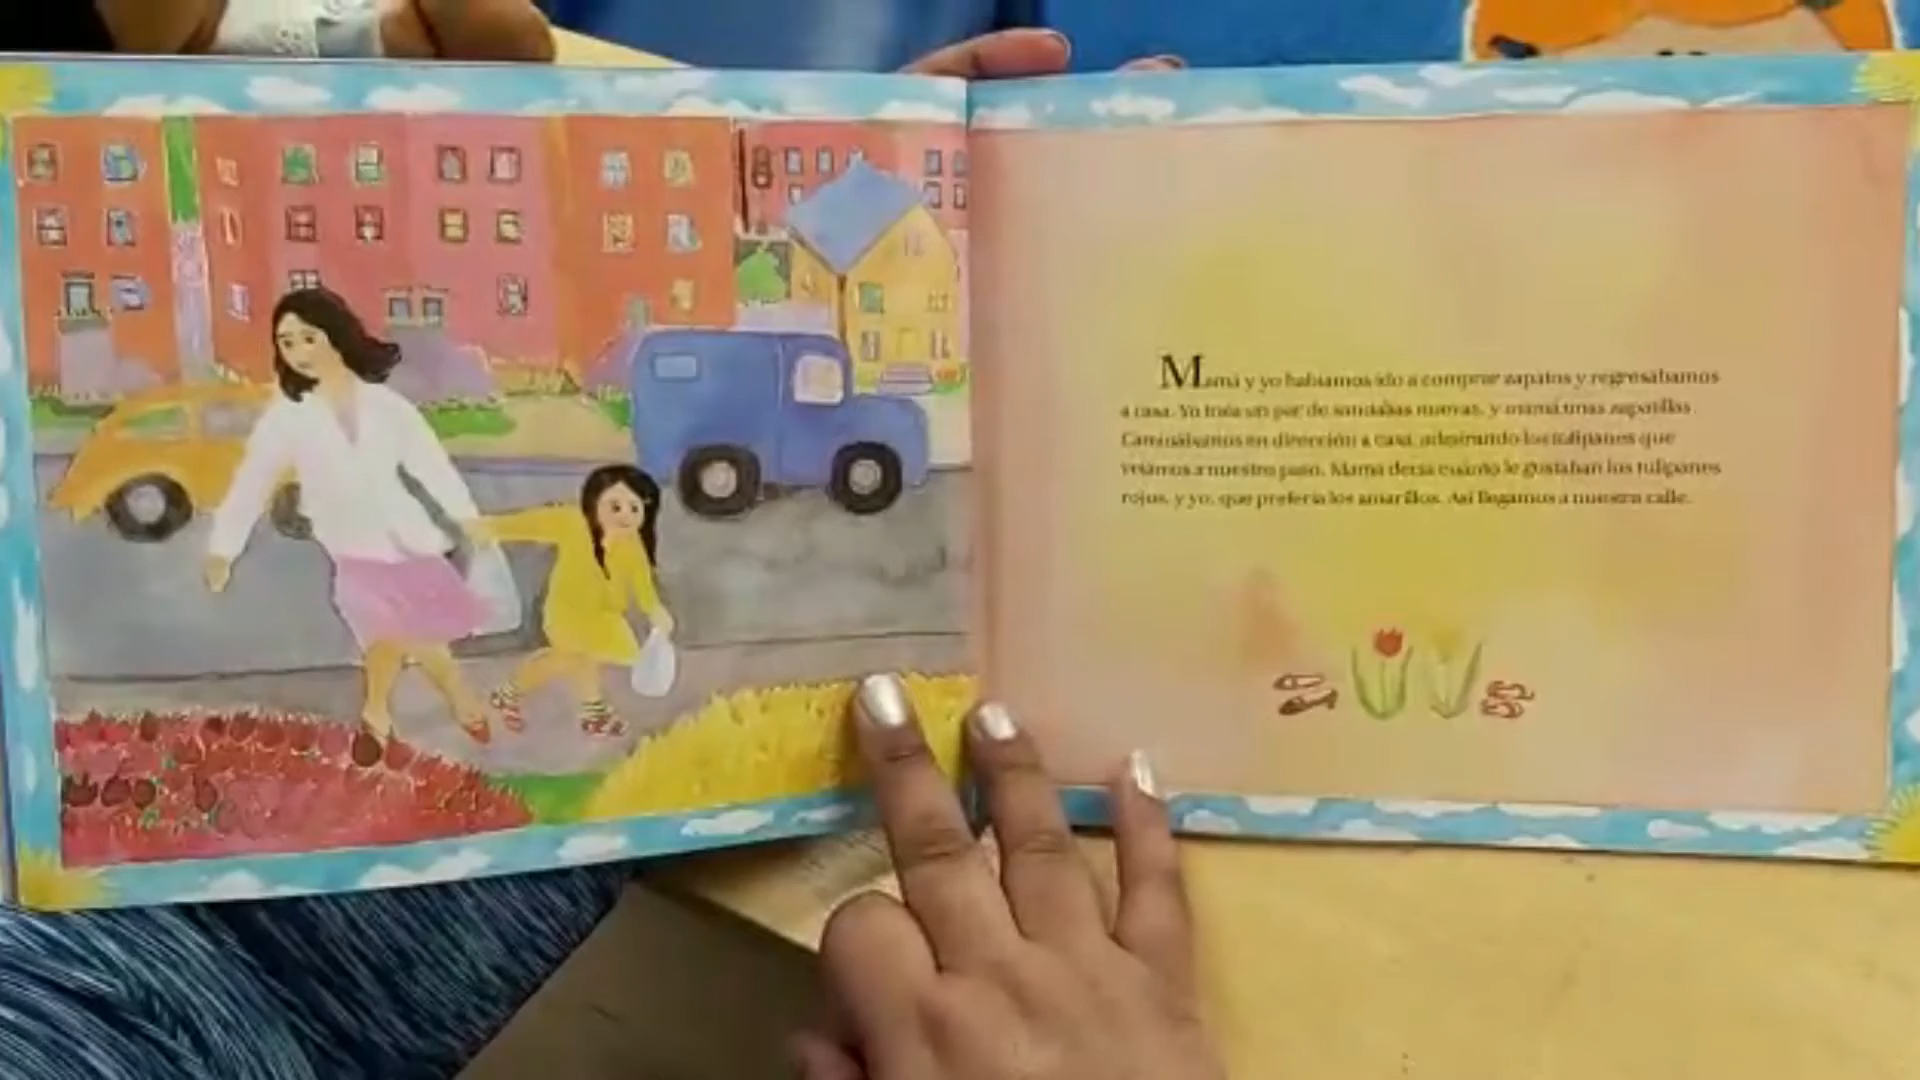 Mamá y yo habíamos ido a comprar zapatos y regresábamos
a casa. Yo traía un par de sandalias nuevas, y mamá unas zapatillas.
Caminábamos en dirección a casa, admirando los tulipanes que
veíamos a nuestro paso. Mamá decía cuánto le gustaban los tulipanes
rojos, y yo, que prefería los amarillos. Así llegamos a nuestra calle.